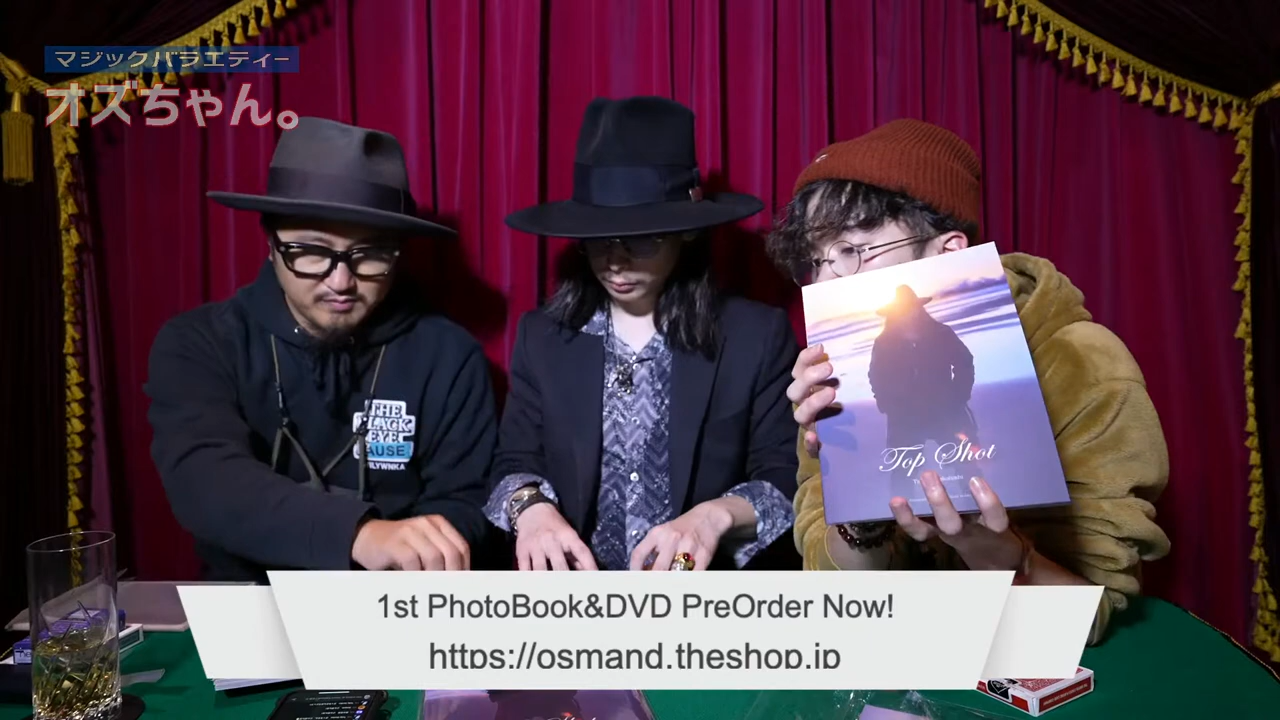 マジックバラエティー
オズちゃん。
THE
BLACK
EYE
Top Shot
1st PhotoBook&DVD PreOrder Now!
https://osmand.theshop.jp